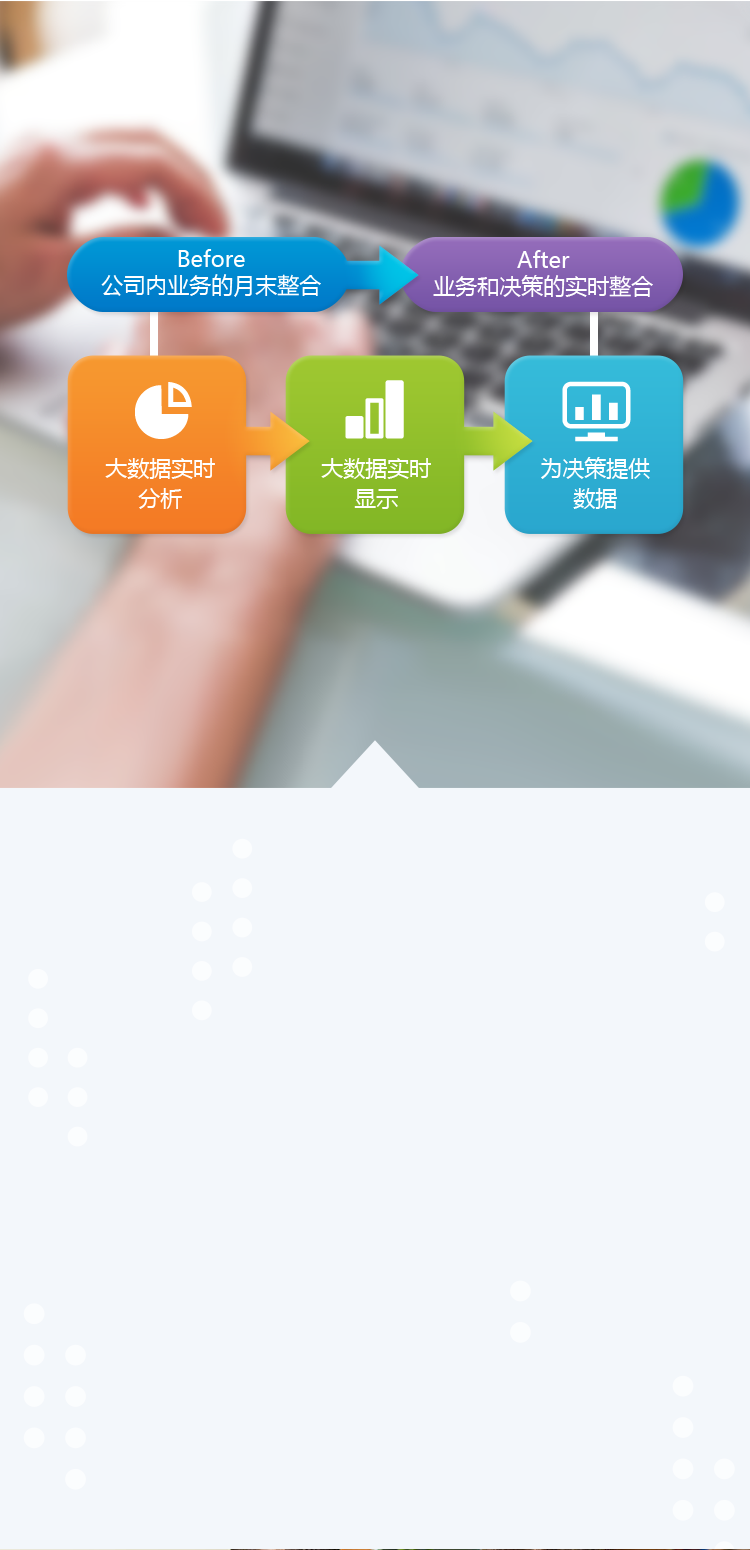 Before
公司内业务的月末整合
After
业务和决策的实时整合
大数据实时
分析
大数据实时
显示
为决策提供
数据